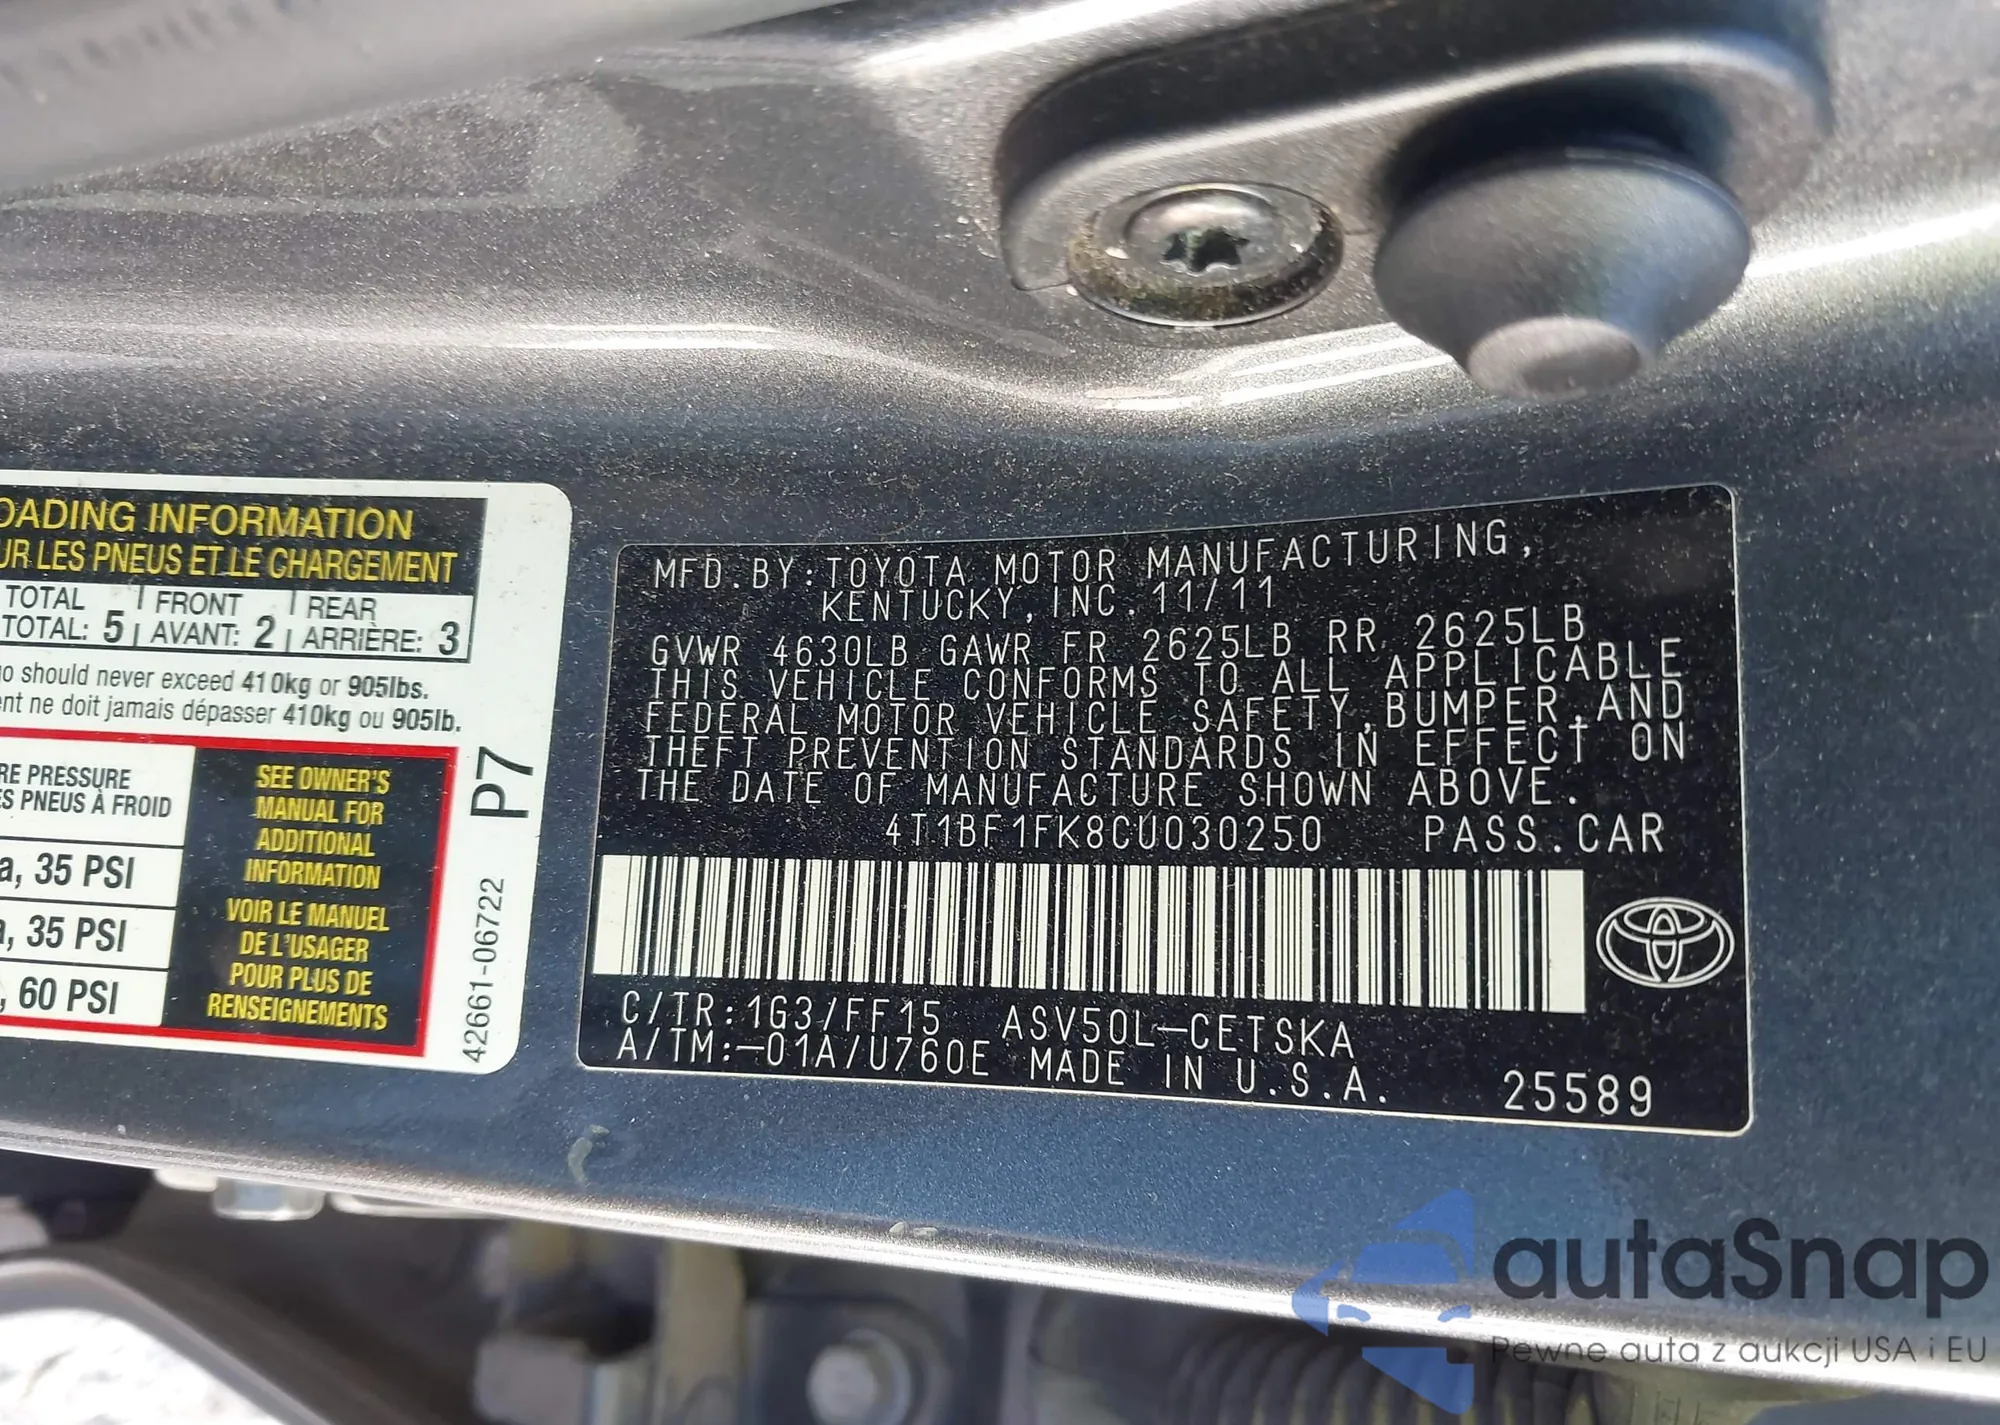 OADING INFORMATION
UR LES PNEUS ET LE CHARGEMENT
TOTAL | FRONT | REAR
TOTAL: 5 | AVANT: 2 | ARRIÈRE: 3
should never exceed 410kg or 905lbs.
ent ne doit jamais dépasser 410kg ou 905lb.
RE PRESSURE
ES PNEUS À FROID
a, 35 PSI
a, 35 PSI
, 60 PSI
SEE OWNER'S
MANUAL FOR
ADDITIONAL
INFORMATION
VOIR LE MANUEL
DE L'USAGER
POUR PLUS DE
RENSEIGNEMENTS
42661-06722 P7
MFD.BY:TOYOTA MOTOR MANUFACTURING,
KENTUCKY,INC.11/11
GVWR 4630LB GAWR FR 2625LB RR 2625LB
THIS VEHICLE CONFORMS TO ALL APPLICABLE
FEDERAL MOTOR VEHICLE SAFETY,BUMPER,AND
THEFT PREVENTION STANDARDS IN EFFECT ON
THE DATE OF MANUFACTURE SHOWN ABOVE.
4T1BF1FK8CU030250 PASS.CAR
C/TR:1G3/FF15 ASV50L-CETSKA
A/TM:-01A/U760E MADE IN U.S.A. 25589
autaSnap
Pewne auta z aukcji USA i EU